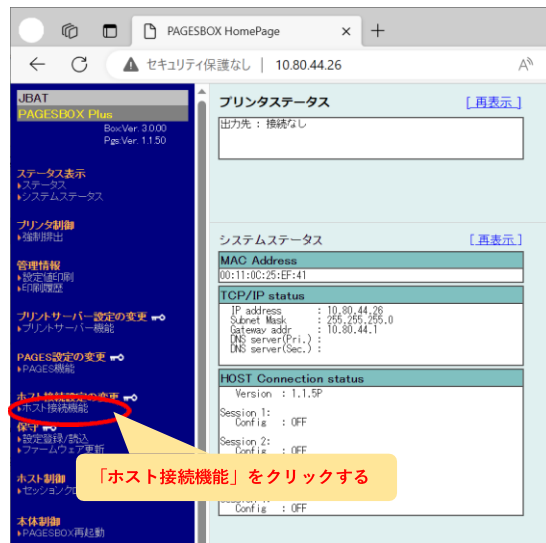 PAGESBOX HomePage
セキュリティ保護なし | 10.80.44.26
JBAT
PAGESBOX Plus
Box:Ver. 3.0.00
Pgs:Ver. 1.1.50
ステータス表示
ステータス
システムステータス
プリンタ制御
強制排出
管理情報
設定値印刷
印刷履歴
プリントサーバー設定の変更
プリントサーバー機能
PAGES設定の変更
PAGES機能
ホスト接続設定の変更
ホスト接続機能
保守
設定登録/読込
ファームウェア更新
ホスト制御
本体制御
PAGESBOX再起動
プリンタステータス
[ 再表示 ]
出力先 : 接続なし
システムステータス
[ 再表示 ]
MAC Address
00:11:0C:25:EF:41
TCP/IP status
IP address : 10.80.44.26
Subnet Mask : 255.255.255.0
Gateway addr : 10.80.44.1
DNS server(Pri.) :
DNS server(Sec.) :
HOST Connection status
Version : 1.1.5P
Session 1:
Config : OFF
Session 2:
Config : OFF
Config : OFF
「ホスト接続機能」をクリックする